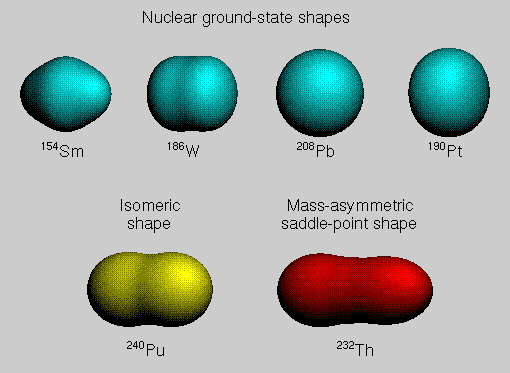 Nuclear ground-state shapes
¹⁵⁴Sm ¹⁸⁶W ²⁰⁸Pb ¹⁹⁰Pt
Isomeric
shape
Mass-asymmetric
saddle-point shape
²⁴⁰Pu ²³²Th